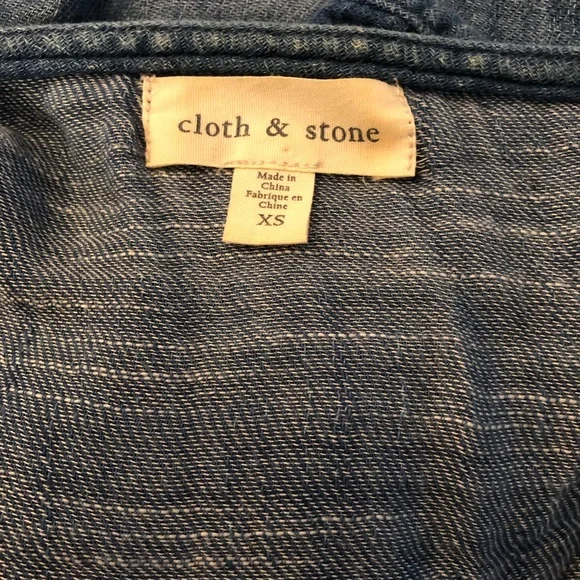 cloth & stone
Made in
China
Fabrique en
Chine
XS